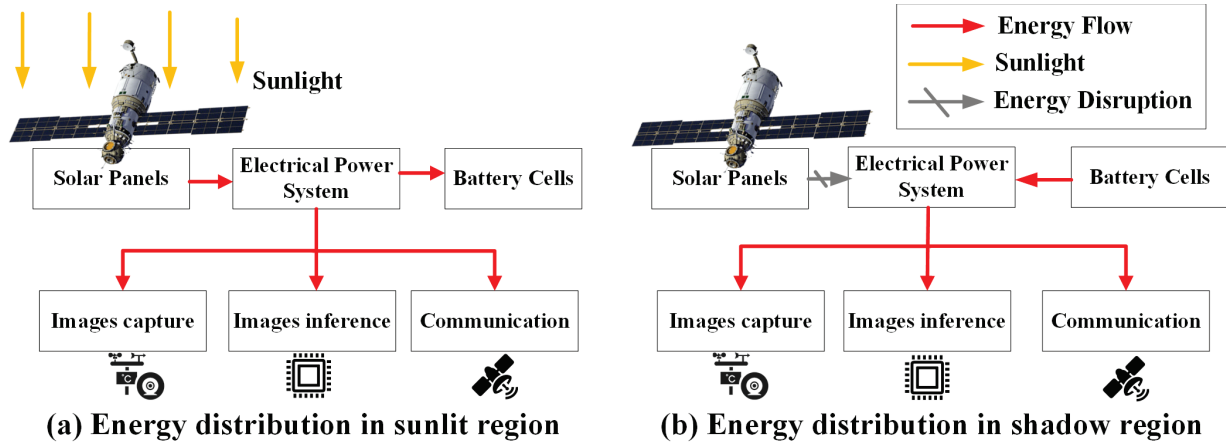 Sunlight
Solar Panels
Electrical Power
System
Battery Cells
Images capture
Images inference
Communication
°C
(a) Energy distribution in sunlit region
Energy Flow
Sunlight
Energy Disruption
Solar Panels
Electrical Power
System
Battery Cells
Images capture
Images inference
Communication
°C
(b) Energy distribution in shadow region